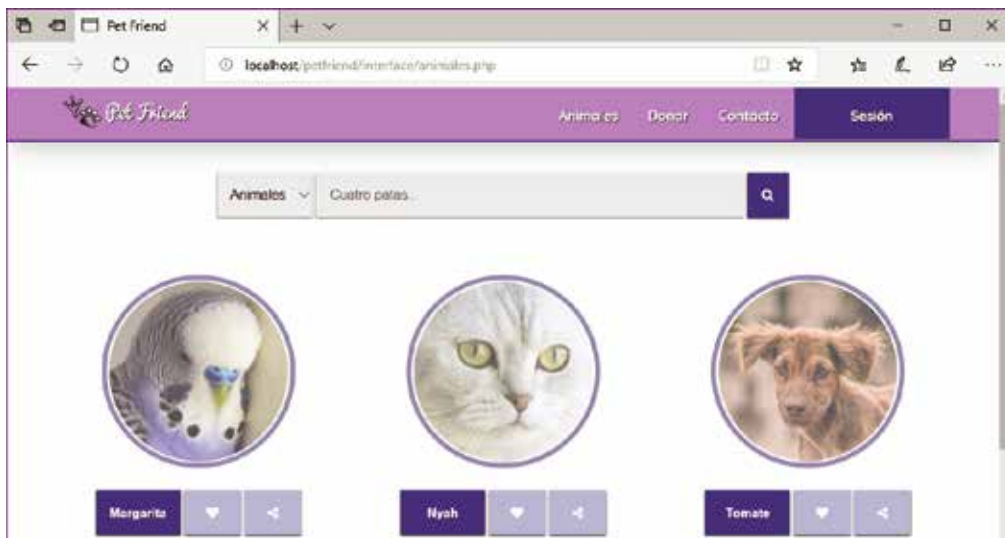 Pet Friend
localhost/petfriend/interface/animales.php
Pet Friend
Animales Donar Contacto Sesión
Animales Cuatro patas..
Margarita Nyah Tomate